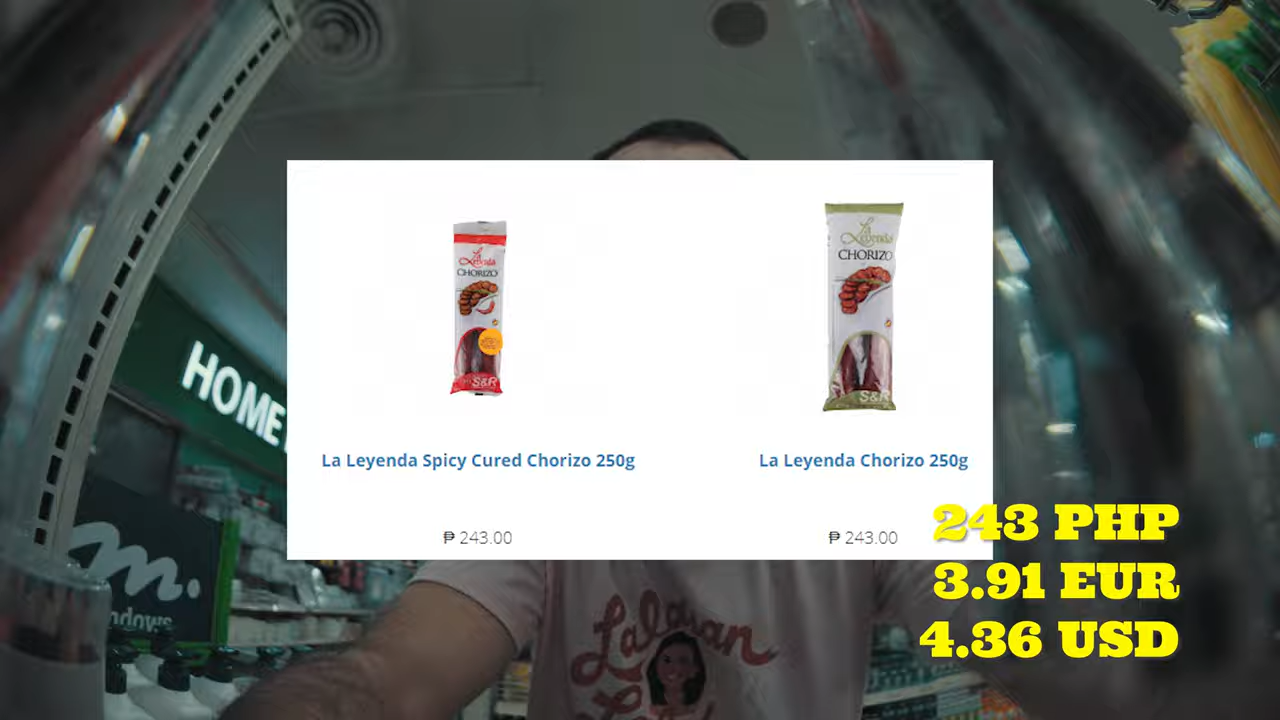 HOME
m.
ndows
La
Leyenda
CHORIZO
S&R
La
Leyenda
CHORIZO
S&R
La Leyenda Spicy Cured Chorizo 250g
La Leyenda Chorizo 250g
₱ 243.00
₱ 243.00
243 PHP
3.91 EUR
4.36 USD